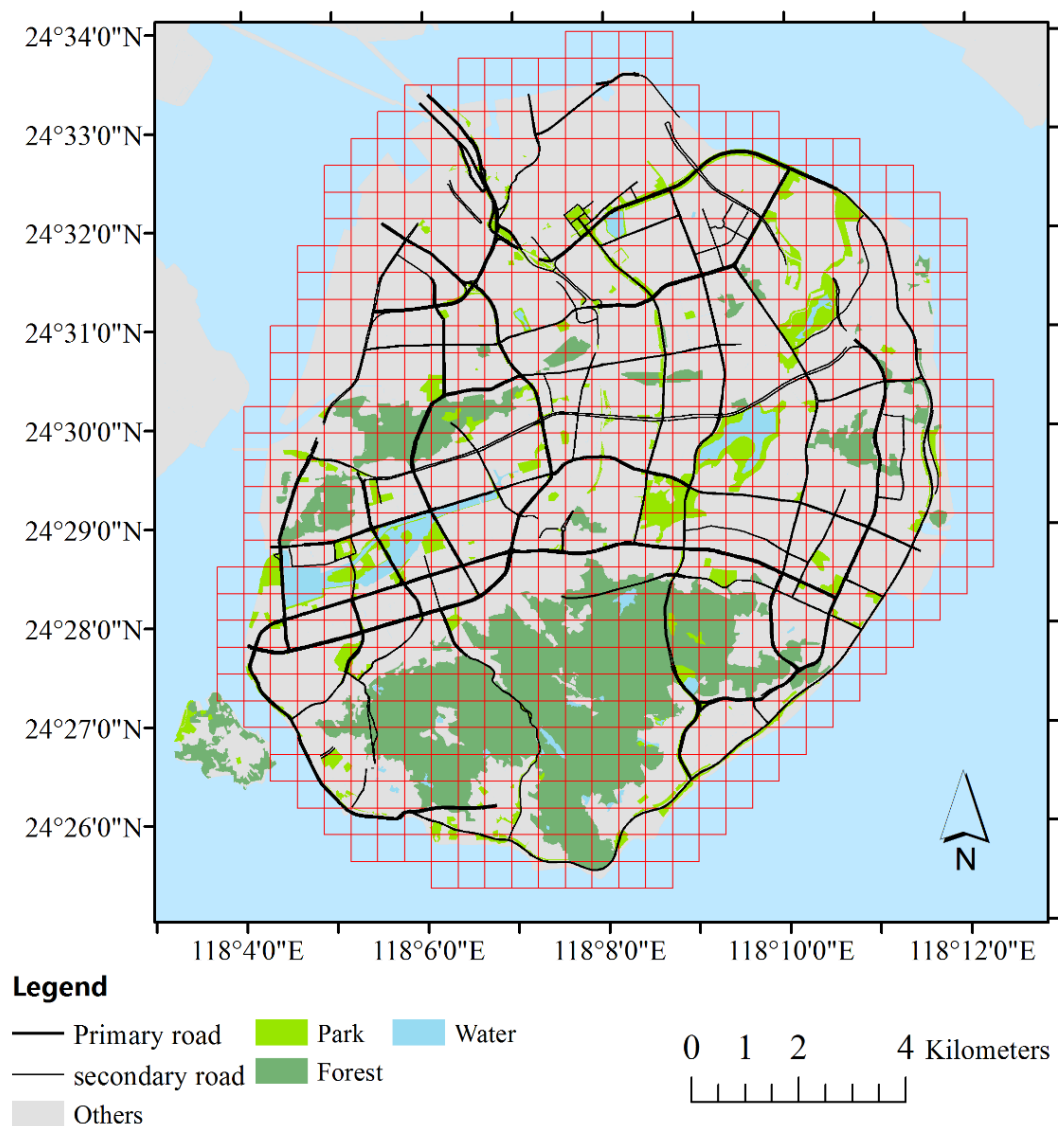 24°34'0"N
24°33'0"N
24°32'0"N
24°31'0"N
24°30'0"N
24°29'0"N
24°28'0"N
24°27'0"N
24°26'0"N
N
118°4'0"E 118°6'0"E 118°8'0"E 118°10'0"E 118°12'0"E
Legend
Primary road Park Water
secondary road Forest
Others
0 1 2 4 Kilometers